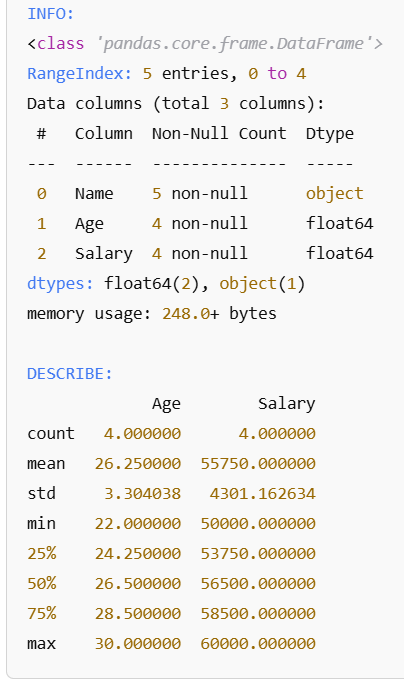 INFO:
<class 'pandas.core.frame.DataFrame'>
RangeIndex: 5 entries, 0 to 4
Data columns (total 3 columns):
 #   Column  Non-Null Count  Dtype
---  ------  --------------  -----
 0   Name    5 non-null      object
 1   Age     4 non-null      float64
 2   Salary  4 non-null      float64
dtypes: float64(2), object(1)
memory usage: 248.0+ bytes

DESCRIBE:
             Age        Salary
count   4.000000      4.000000
mean   26.250000  55750.000000
std     3.304038   4301.162634
min    22.000000  50000.000000
25%    24.250000  53750.000000
50%    26.500000  56500.000000
75%    28.500000  58500.000000
max    30.000000  60000.000000